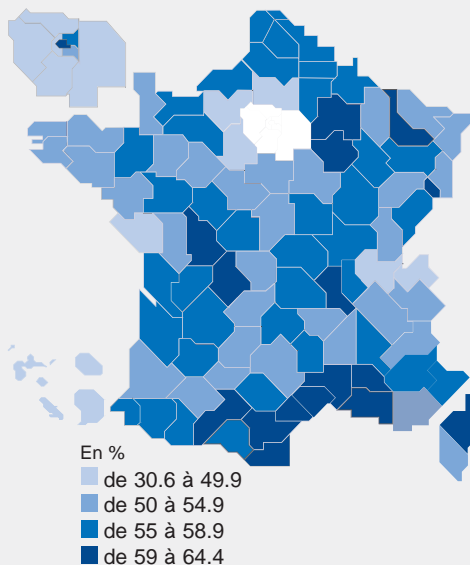 En %
de 30.6 à 49.9
de 50 à 54.9
de 55 à 58.9
de 59 à 64.4